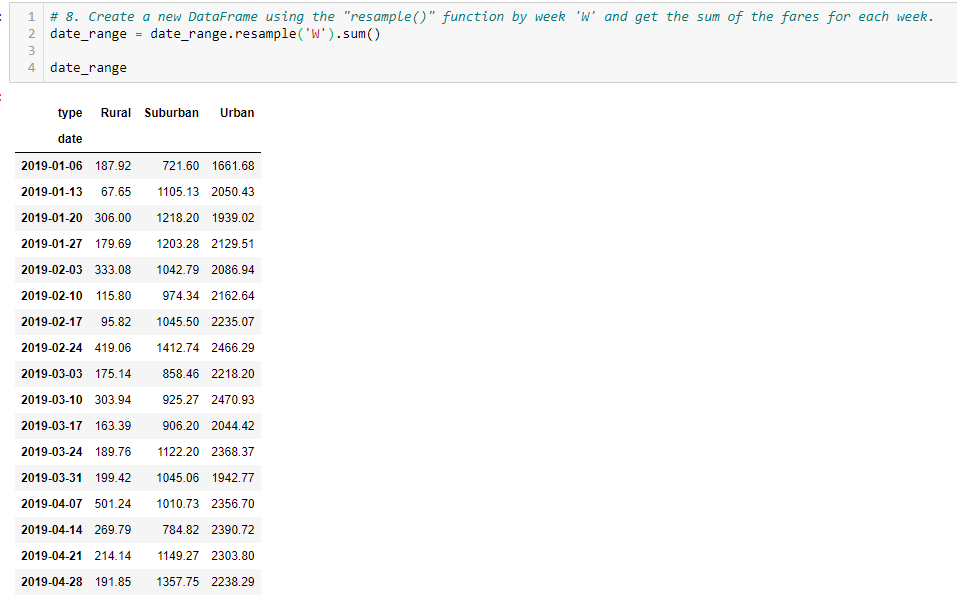 1 # 8. Create a new DataFrame using the "resample()" function by week 'W' and get the sum of the fares for each week.
2 date_range = date_range.resample('W').sum()
3
4 date_range
type Rural Suburban Urban
date
2019-01-06 187.92 721.60 1661.68
2019-01-13 67.65 1105.13 2050.43
2019-01-20 306.00 1218.20 1939.02
2019-01-27 179.69 1203.28 2129.51
2019-02-03 333.08 1042.79 2086.94
2019-02-10 115.80 974.34 2162.64
2019-02-17 95.82 1045.50 2235.07
2019-02-24 419.06 1412.74 2466.29
2019-03-03 175.14 858.46 2218.20
2019-03-10 303.94 925.27 2470.93
2019-03-17 163.39 906.20 2044.42
2019-03-24 189.76 1122.20 2368.37
2019-03-31 199.42 1045.06 1942.77
2019-04-07 501.24 1010.73 2356.70
2019-04-14 269.79 784.82 2390.72
2019-04-21 214.14 1149.27 2303.80
2019-04-28 191.85 1357.75 2238.29